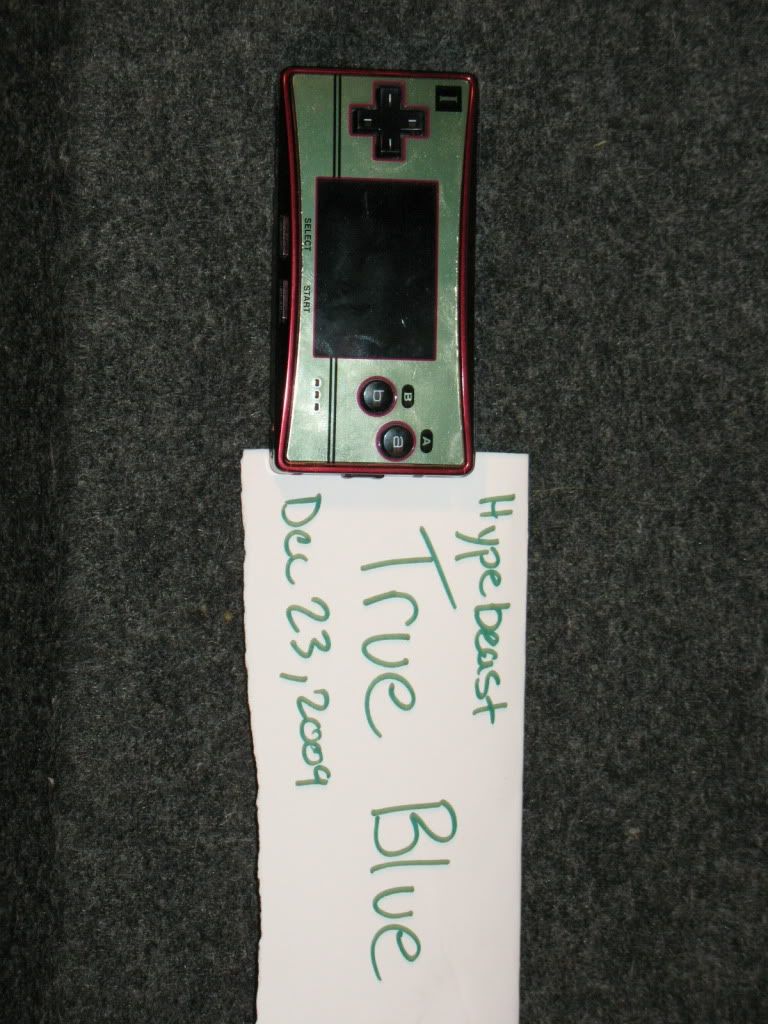 I
SELECT START
B
A
b
a
Hypebeast
True Blue
Dec 23, 2009